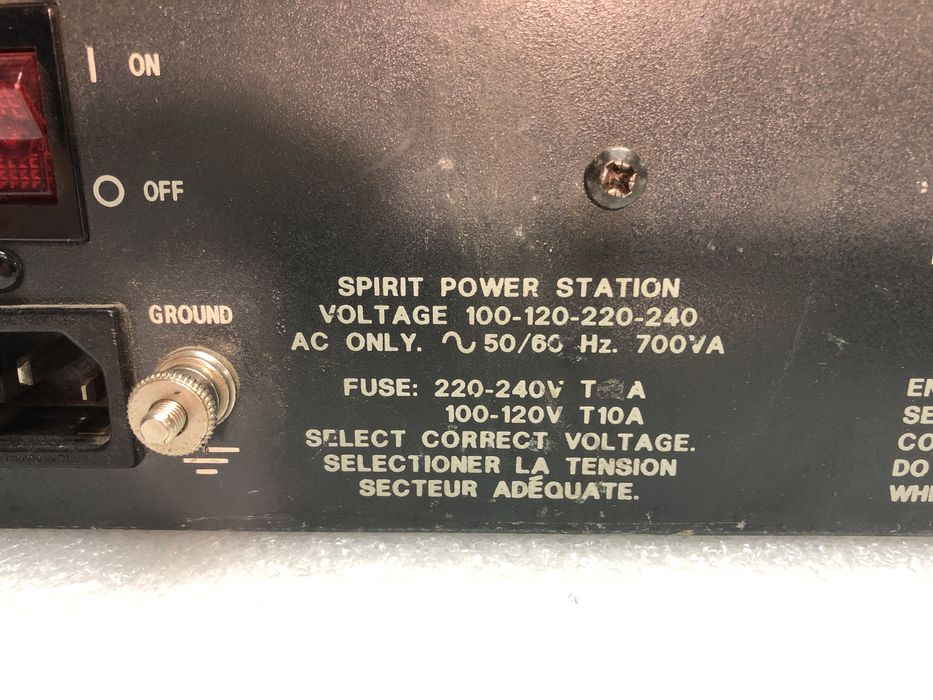 ON
OFF
GROUND
SPIRIT POWER STATION
VOLTAGE 100-120-220-240
AC ONLY. ∿ 50/60 Hz. 700VA
FUSE: 220-240V
100-120V T10A
SELECT CORRECT VOLTAGE.
SELECTIONER LA TENSION
SECTEUR ADÉQUATE.
DO